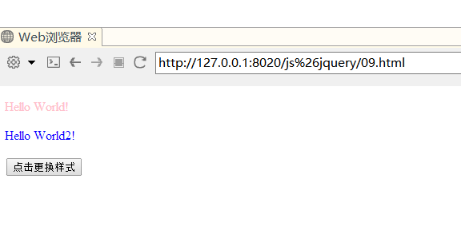 Web浏览器
http://127.0.0.1:8020/js%26jquery/09.html
Hello World!
Hello World2!
点击更换样式